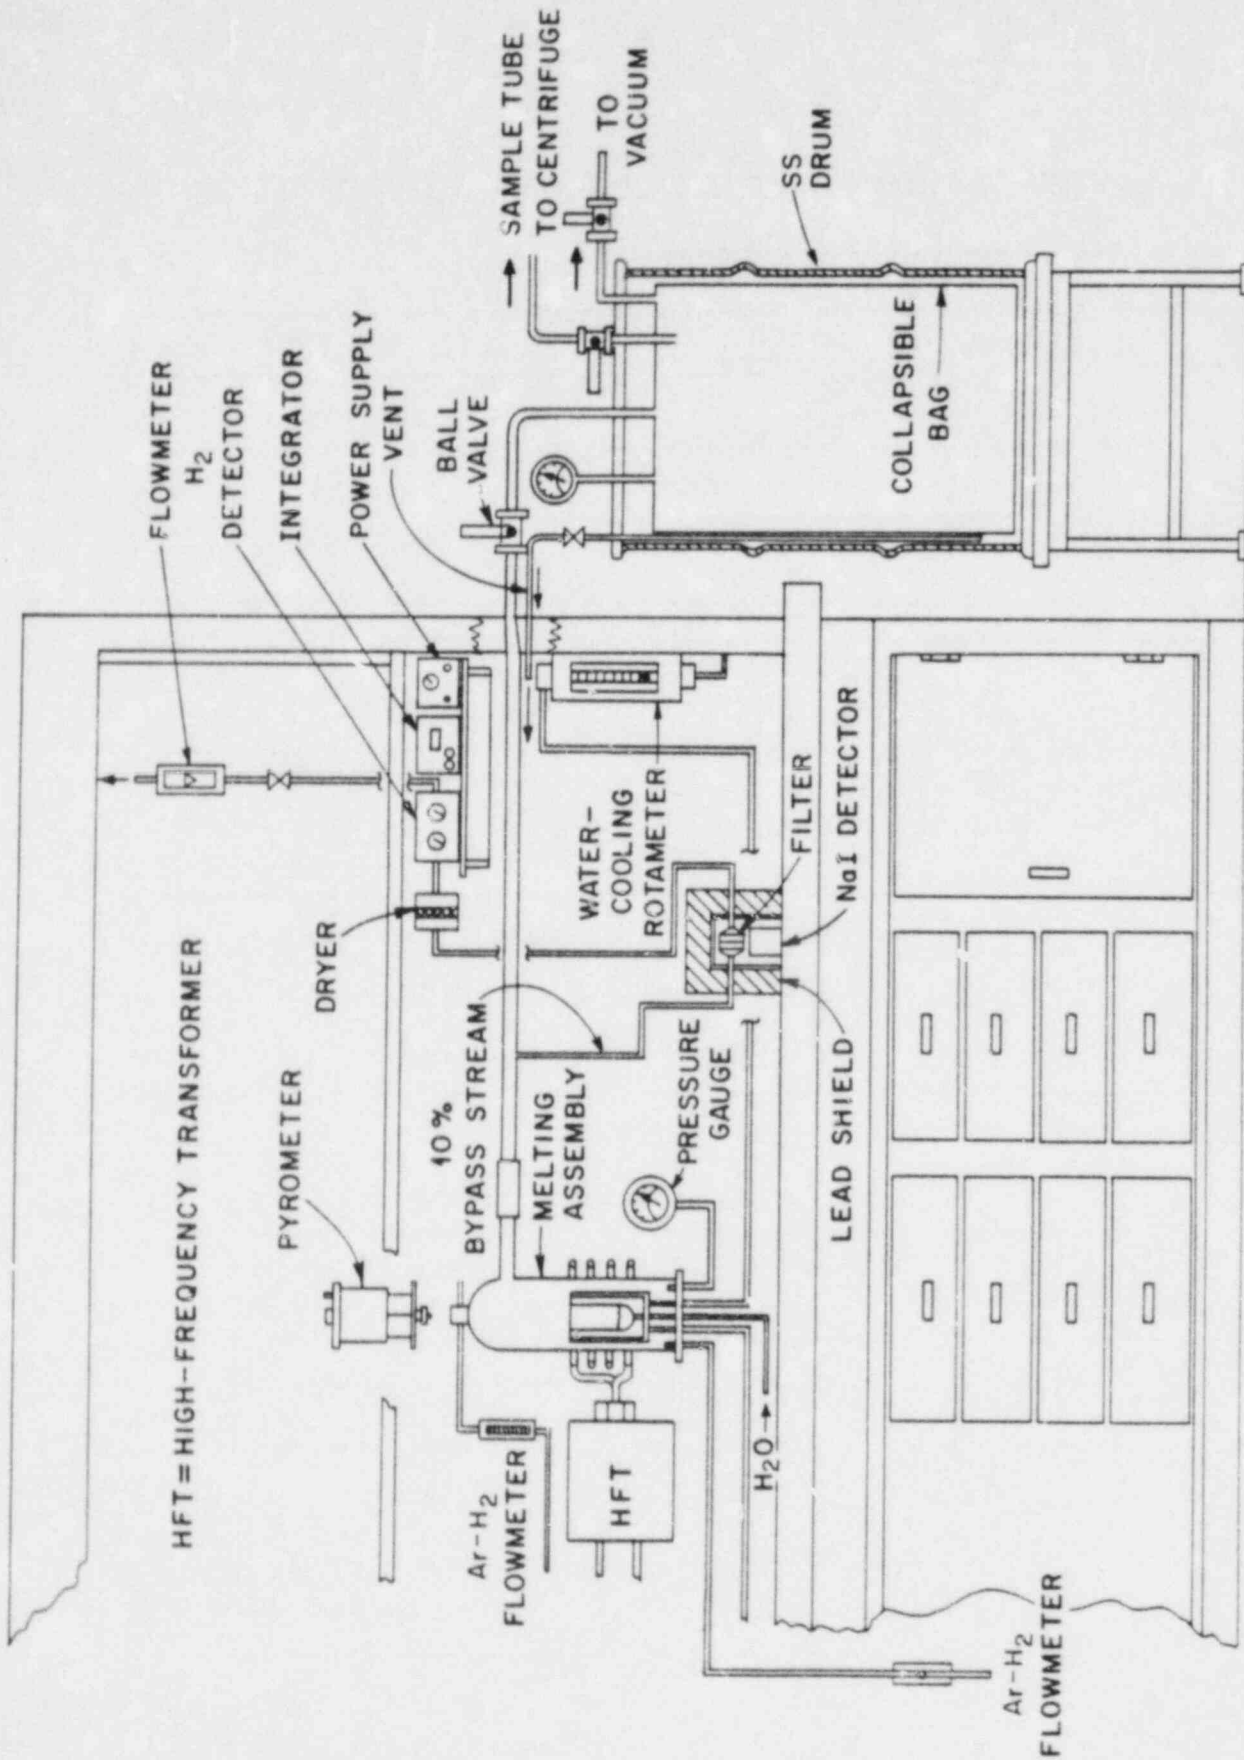 HFT = HIGH-FREQUENCY TRANSFORMER
FLOWMETER
H2
DETECTOR
INTEGRATOR
POWER SUPPLY
VENT
BALL
VALVE
SAMPLE TUBE
TO CENTRIFUGE
TO
VACUUM
PYROMETER
DRYER
10%
BYPASS STREAM
MELTING
ASSEMBLY
Ar-H2
FLOWMETER
HFT
PRESSURE
GAUGE
WATER-
COOLING
ROTAMETER
FILTER
NaI DETECTOR
LEAD SHIELD
H2O
SS
DRUM
COLLAPSIBLE
BAG
Ar-H2
FLOWMETER